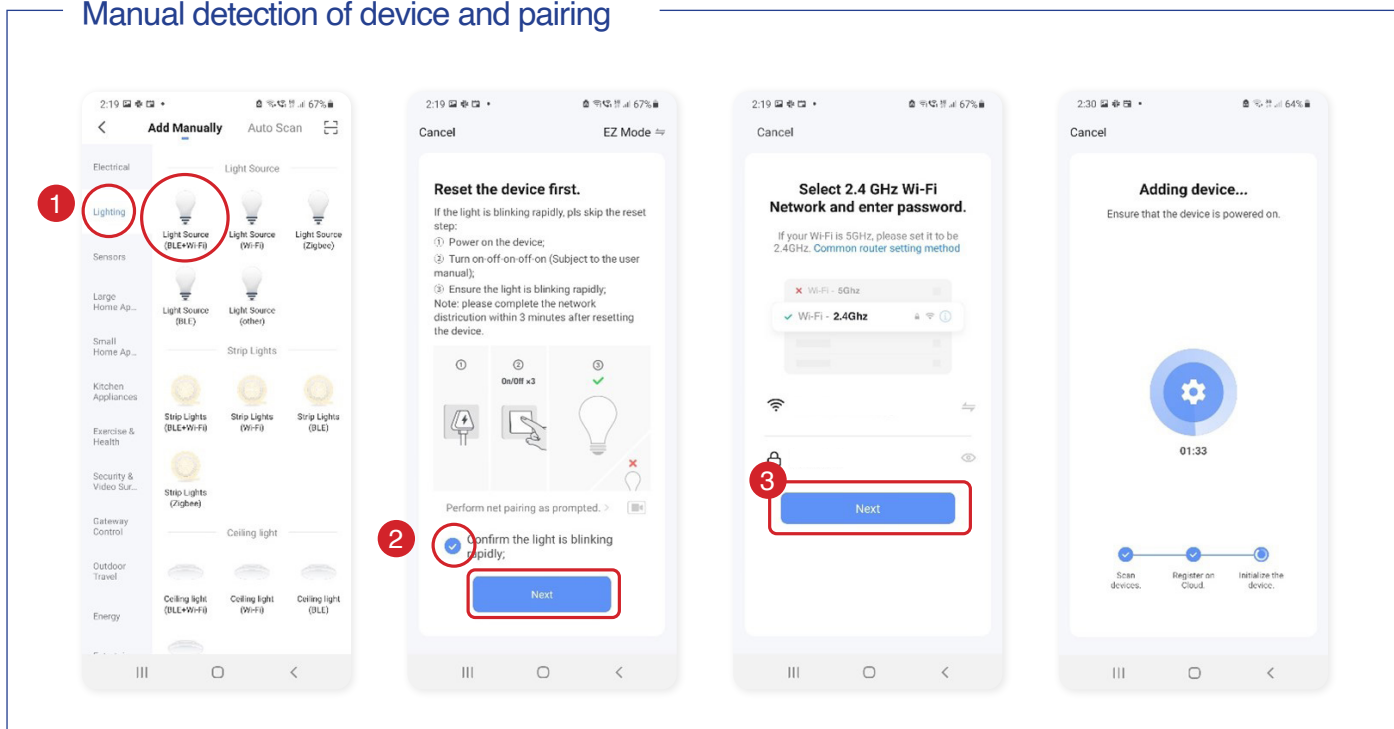 Manual detection of device and pairing
2:19
67%
Add Manually
Auto Scan
Electrical
Lighting
Sensors
Large
Home Ap...
Small
Home Ap...
Kitchen
Appliances
Exercise &
Health
Security &
Video Sur...
Gateway
Control
Outdoor
Travel
Energy
1
Light Source
Light Source
(BLE+Wi-Fi)
Light Source
(Wi-Fi)
Light Source
(Zigbee)
Light Source
(BLE)
Light Source
(other)
Strip Lights
Strip Lights
(BLE+Wi-Fi)
Strip Lights
(Wi-Fi)
Strip Lights
(BLE)
Strip Lights
(Zigbee)
Ceiling light
Ceiling light
(BLE+Wi-Fi)
Ceiling light
(Wi-Fi)
Ceiling light
(BLE)
2:19
67%
Cancel
EZ Mode
Reset the device first.
If the light is blinking rapidly, pls skip the reset
step:
① Power on the device;
② Turn on-off-on-off-on (Subject to the user
manual);
③ Ensure the light is blinking rapidly;
Note: please complete the network
districution within 3 minutes after resetting
the device.
①
②
On/Off ×3
③
Perform net pairing as prompted. >
2
Confirm the light is blinking
rapidly;
Next
2:19
67%
Cancel
Select 2.4 GHz Wi-Fi
Network and enter password.
If your Wi-Fi is 5GHz, please set it to be
2.4GHz. Common router setting method
Wi-Fi - 5Ghz
Wi-Fi - 2.4Ghz
3
Next
2:30
64%
Cancel
Adding device...
Ensure that the device is powered on.
01:33
Scan
devices.
Register on
Cloud.
Initialize the
device.